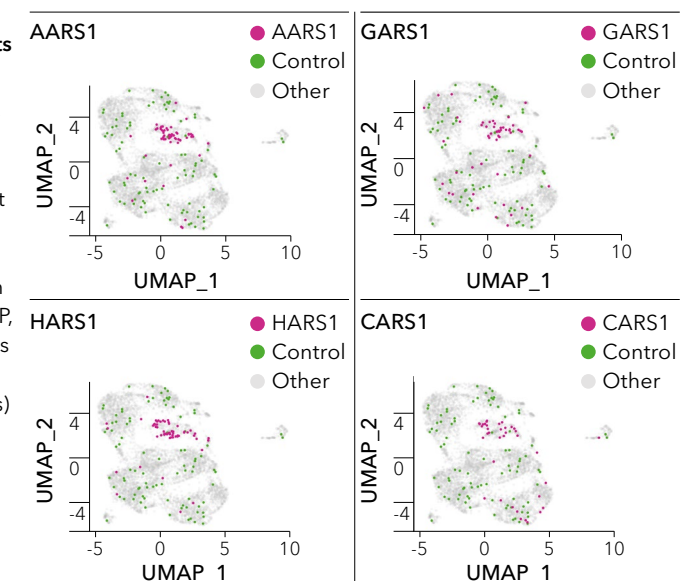 ts
t
n
P,
s
s)
AARS1
AARS1
Control
Other
UMAP_2
4
0
-4
-5 0 5 10
UMAP_1
GARS1
GARS1
Control
Other
UMAP_2
4
0
-4
-5 0 5 10
UMAP_1
HARS1
HARS1
Control
Other
UMAP_2
4
0
-4
-5 0 5 10
UMAP_1
CARS1
CARS1
Control
Other
UMAP_2
4
0
-4
-5 0 5 10
UMAP_1